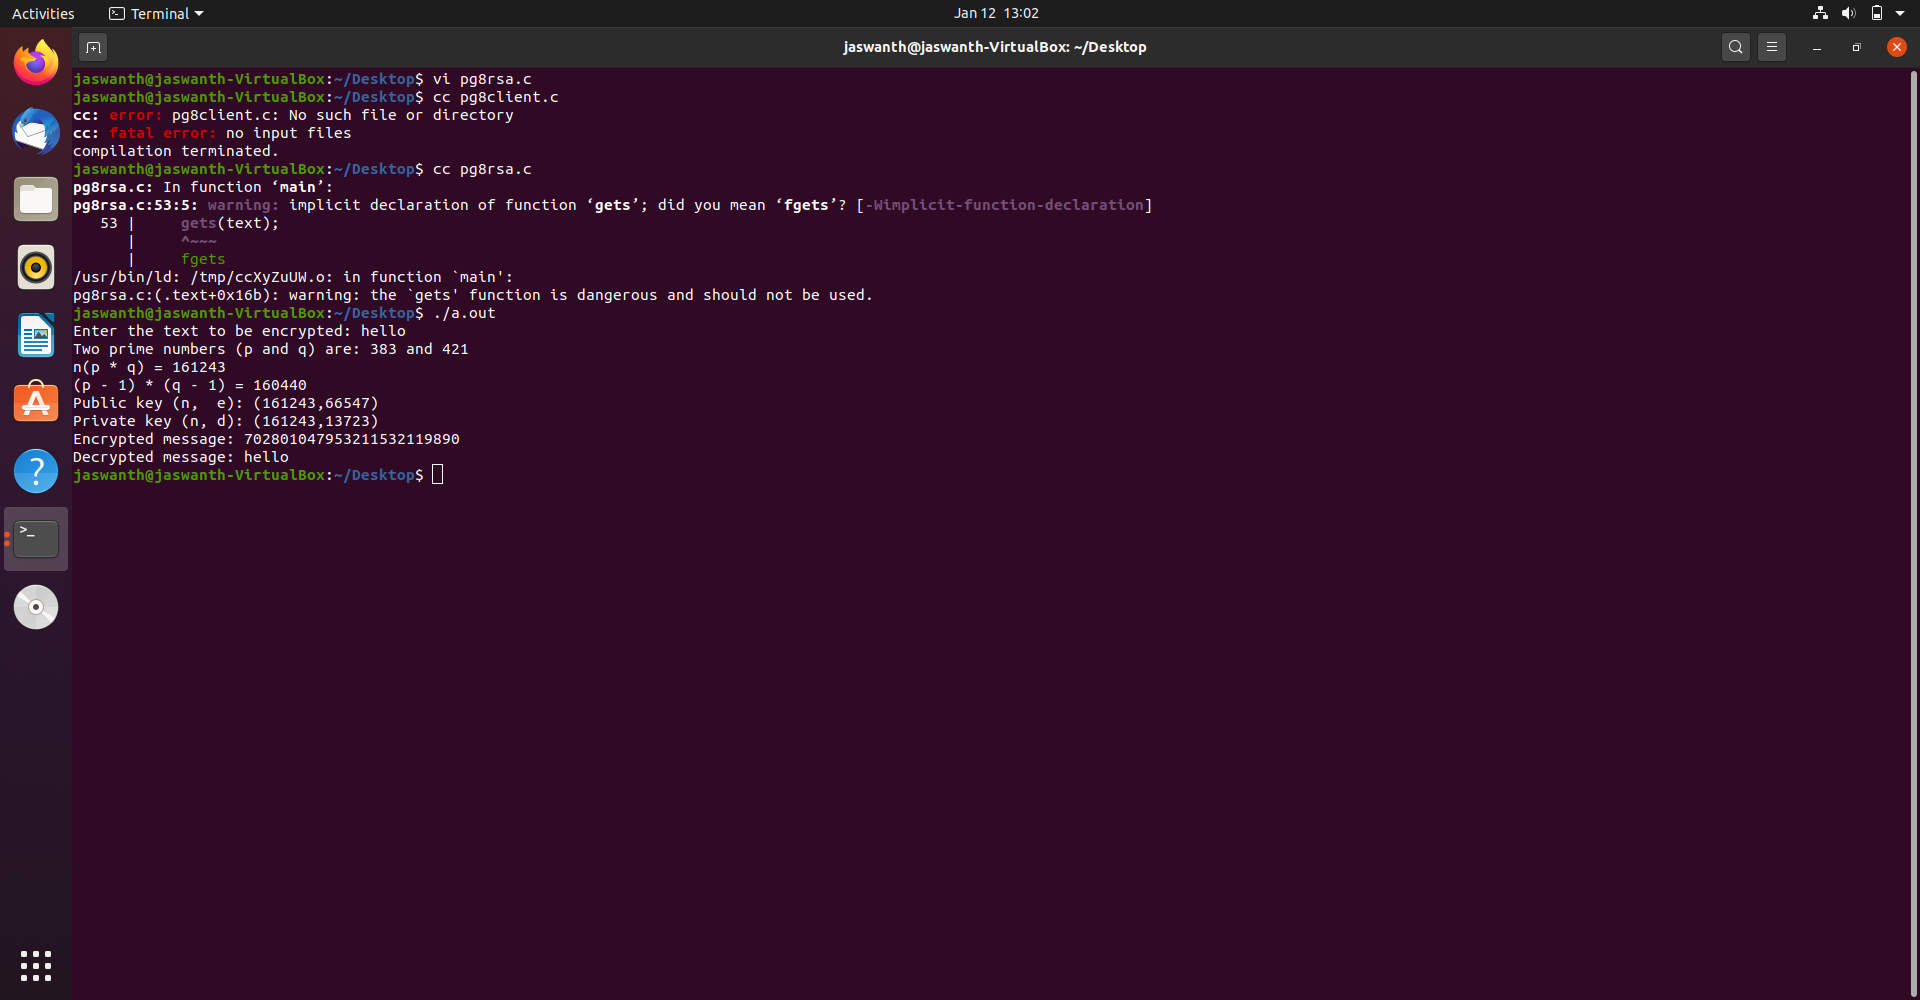 Activities
Terminal
Jan 12 13:02
jaswanth@jaswanth-VirtualBox: ~/Desktop
jaswanth@jaswanth-VirtualBox:~/Desktop$ vi pg8rsa.c
jaswanth@jaswanth-VirtualBox:~/Desktop$ cc pg8client.c
cc: error: pg8client.c: No such file or directory
cc: fatal error: no input files
compilation terminated.
jaswanth@jaswanth-VirtualBox:~/Desktop$ cc pg8rsa.c
pg8rsa.c: In function ‘main’:
pg8rsa.c:53:5: warning: implicit declaration of function ‘gets’; did you mean ‘fgets’? [-Wimplicit-function-declaration]
   53 |     gets(text);
      |     ^~~~
      |     fgets
/usr/bin/ld: /tmp/ccXyZuUW.o: in function `main':
pg8rsa.c:(.text+0x16b): warning: the `gets' function is dangerous and should not be used.
jaswanth@jaswanth-VirtualBox:~/Desktop$ ./a.out
Enter the text to be encrypted: hello
Two prime numbers (p and q) are: 383 and 421
n(p * q) = 161243
(p - 1) * (q - 1) = 160440
Public key (n,  e): (161243,66547)
Private key (n, d): (161243,13723)
Encrypted message: 702801047953211532119890
Decrypted message: hello
jaswanth@jaswanth-VirtualBox:~/Desktop$